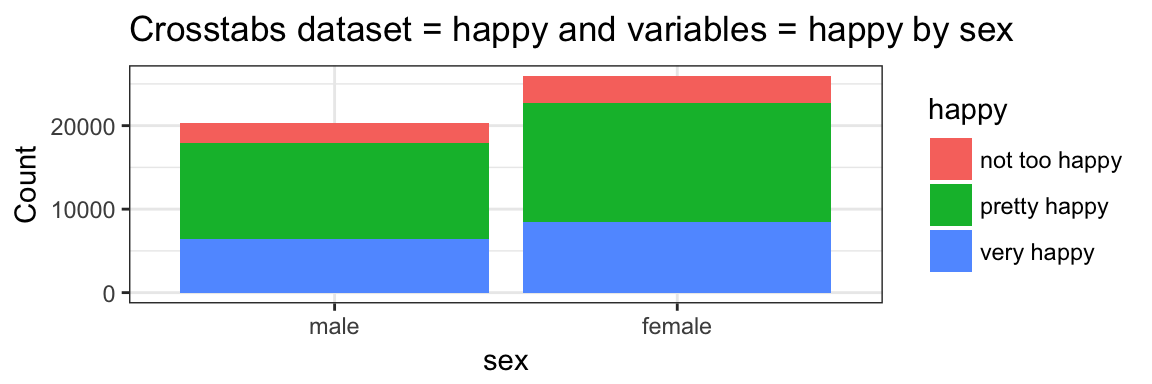 Crosstabs dataset = happy and variables = happy by sex
Count
20000
10000
0
male
female
sex
happy
not too happy
pretty happy
very happy